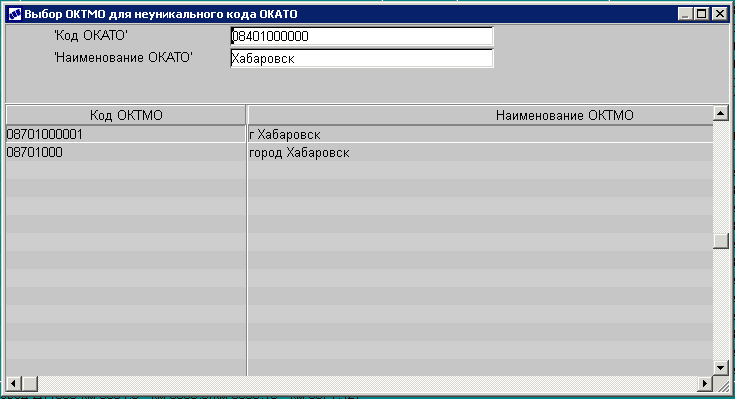 Выбор ОКТМО для неуникального кода ОКАТО
'Код ОКАТО' 08401000000
'Наименование ОКАТО' Хабаровск
Код ОКТМО Наименование ОКТМО
08701000001 г Хабаровск
08701000 город Хабаровск